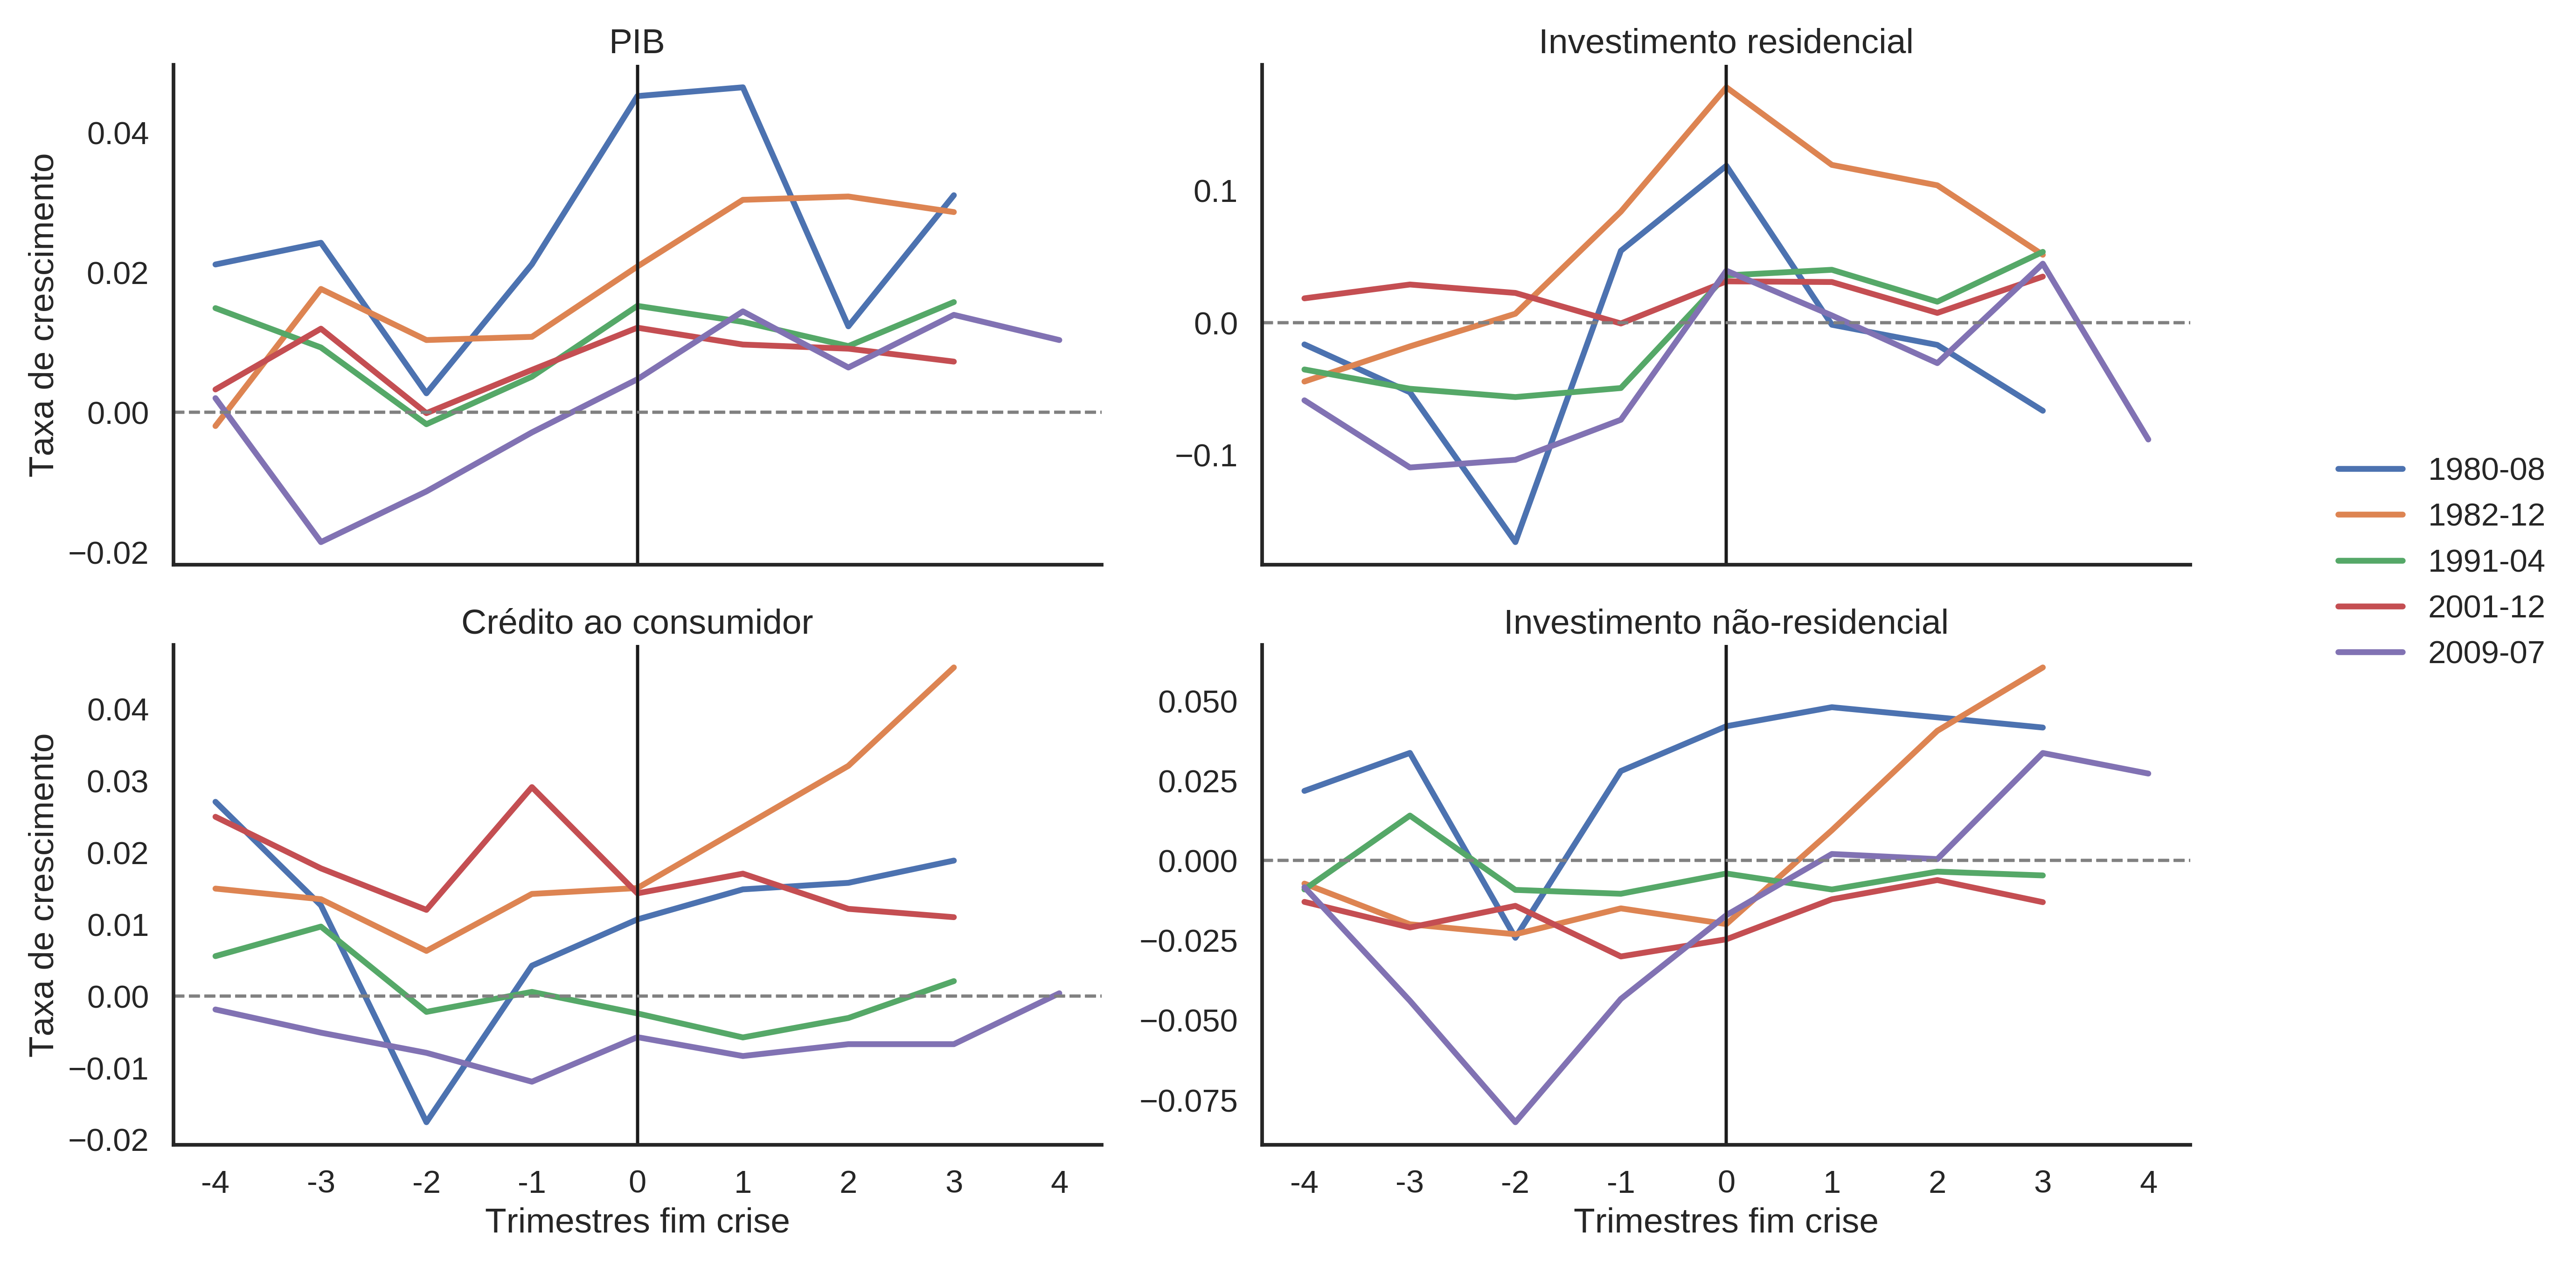 PIB
Taxa de crescimento
0.04
0.02
0.00
−0.02
Investimento residencial
0.1
0.0
−0.1
Crédito ao consumidor
Taxa de crescimento
0.04
0.03
0.02
0.01
0.00
−0.01
−0.02
-4 -3 -2 -1 0 1 2 3 4
Trimestres fim crise
Investimento não-residencial
0.050
0.025
0.000
−0.025
−0.050
−0.075
-4 -3 -2 -1 0 1 2 3 4
Trimestres fim crise
1980-08
1982-12
1991-04
2001-12
2009-07